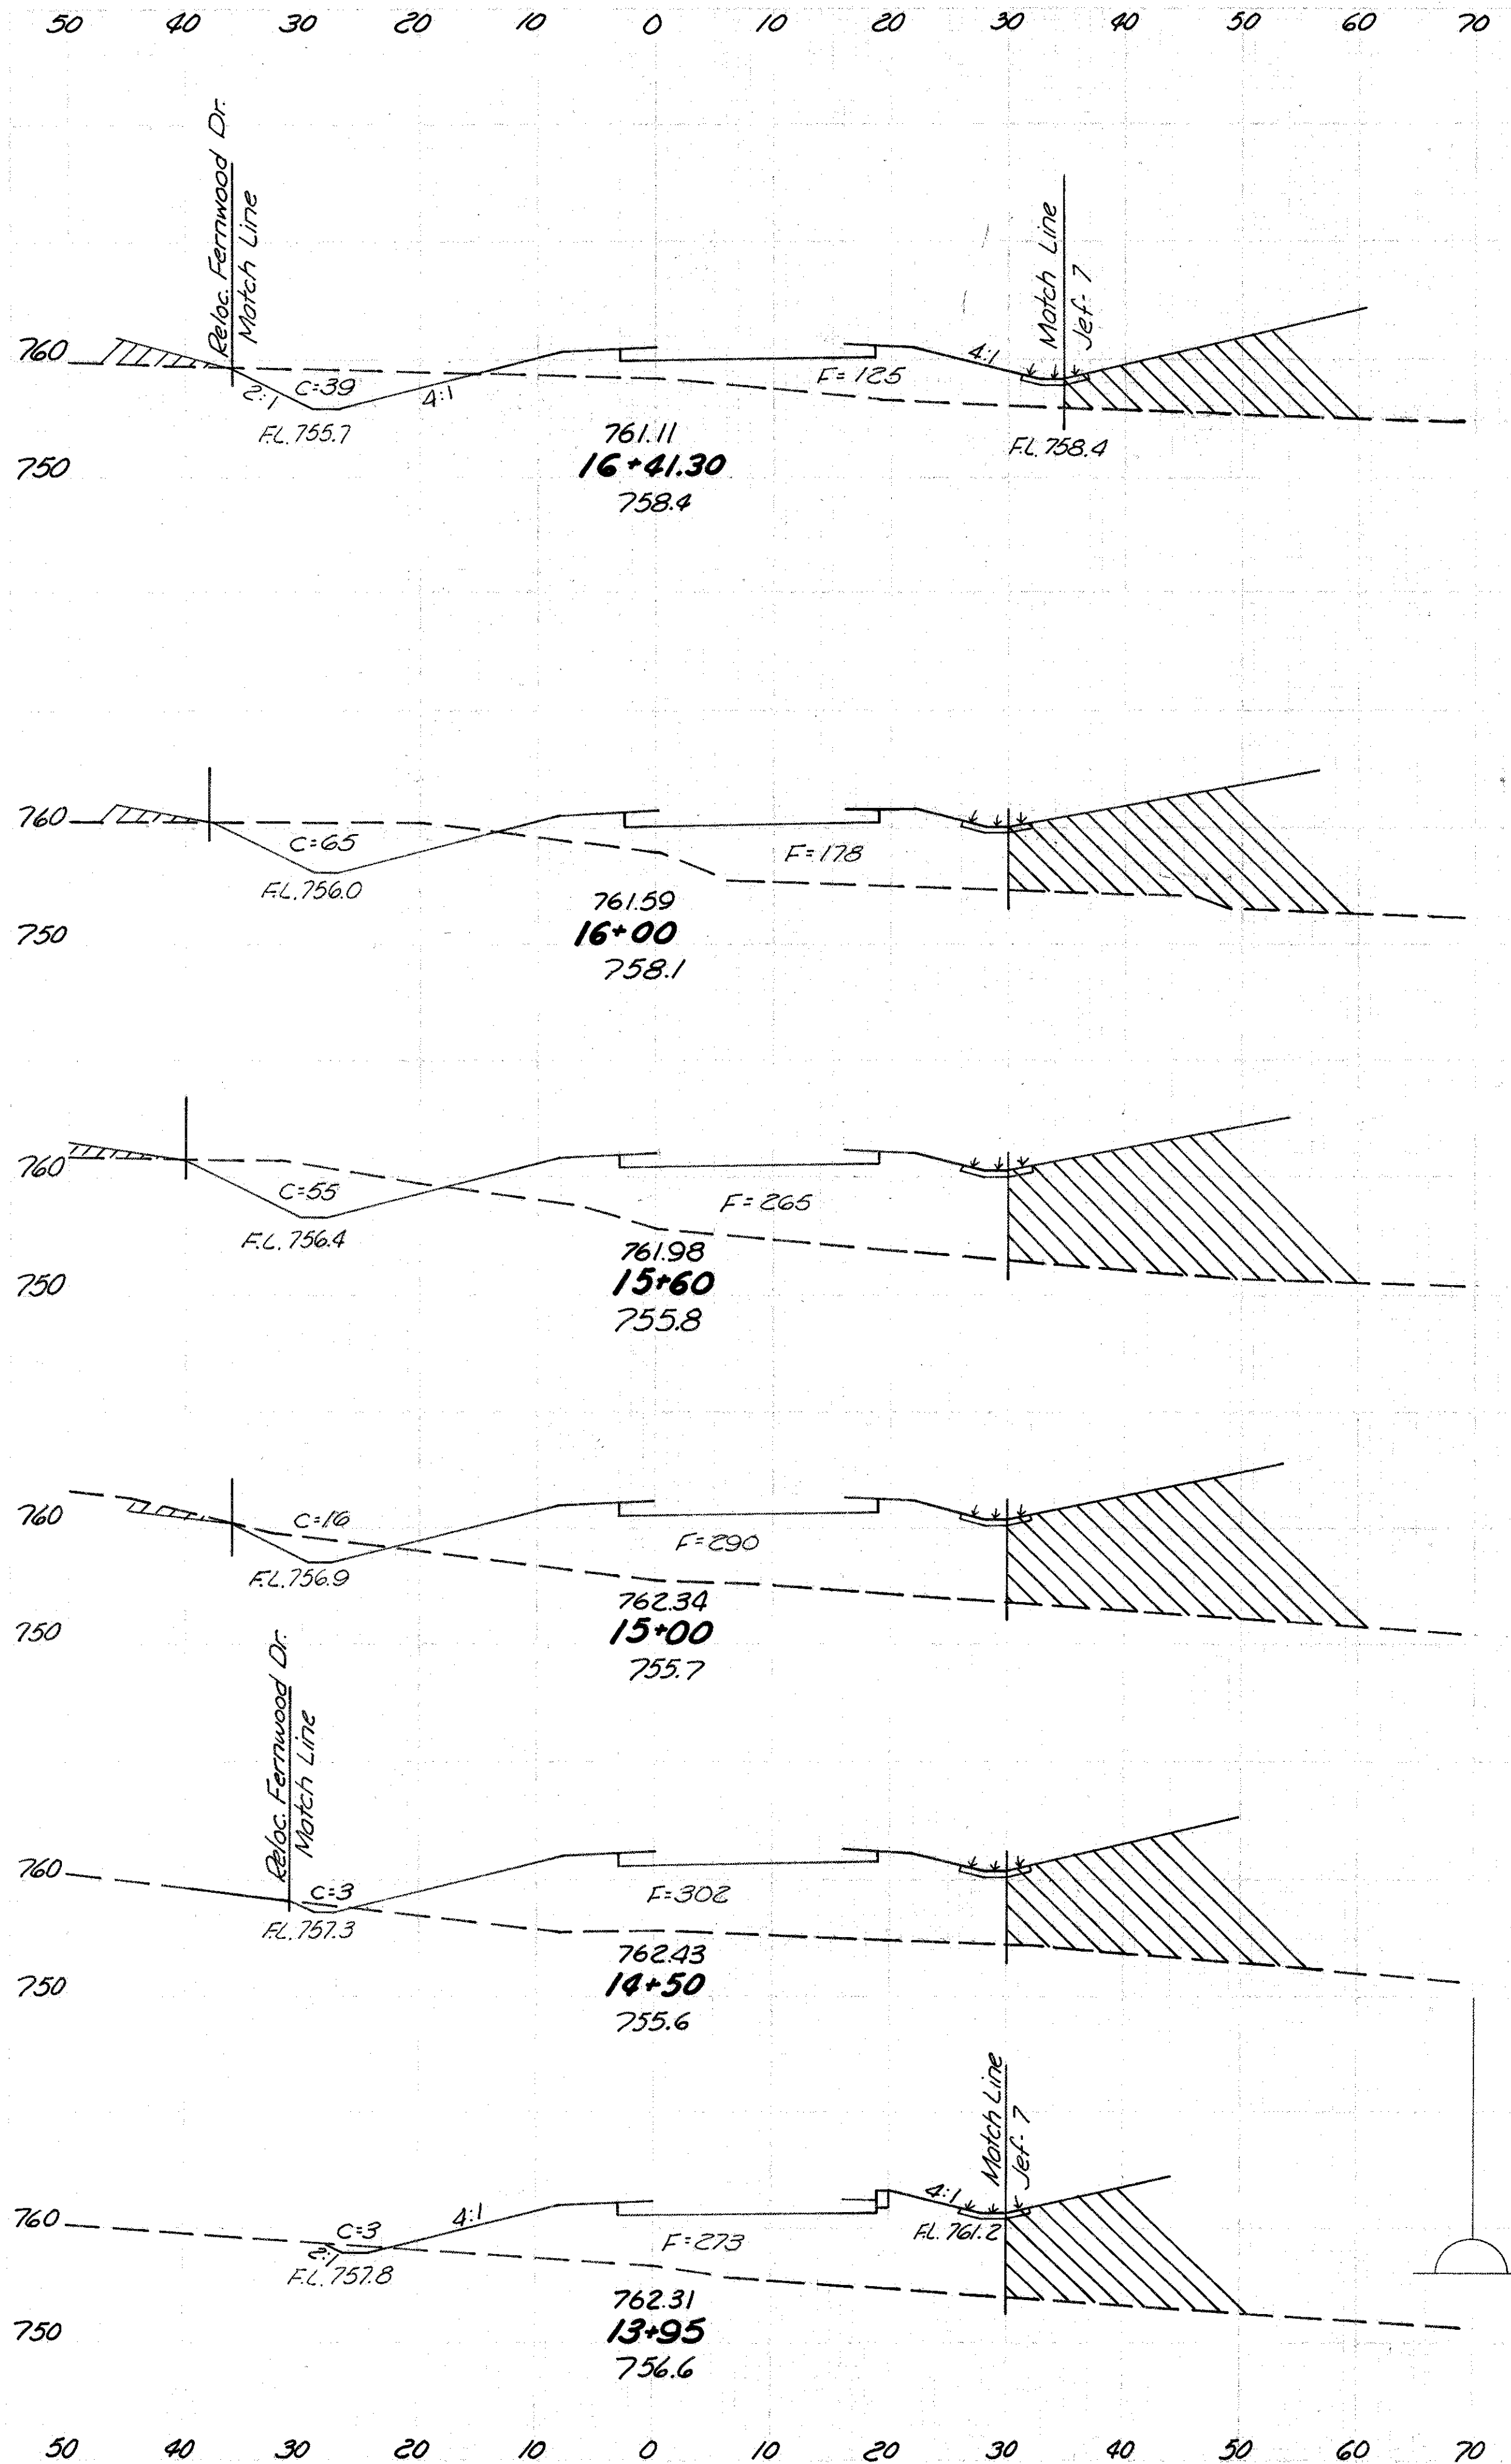 50 40 30 20 10 0 10 20 30 40 50 60 70
Reloc. Fernwood Dr.
Match Line
Match Line
Jef-7
760
2:1
C=39
4:1
F=125
4:1
F.L. 755.7
F.L. 758.4
761.11
750
16+41.30
758.4
760
C=65
F=178
F.L. 756.0
761.59
750
16+00
758.1
760
C=55
F=265
F.L. 756.4
761.98
750
15+60
755.8
760
C=16
F=290
F.L. 756.9
762.34
750
15+00
755.7
Reloc. Fernwood Dr.
Match Line
760
C=3
F=302
F.L. 757.3
762.43
750
14+50
755.6
Match Line
Jef-7
760
C=3
2:1
4:1
F=273
4:1
F.L. 761.2
F.L. 757.8
762.31
750
13+95
756.6
50 40 30 20 10 0 10 20 30 40 50 60 70